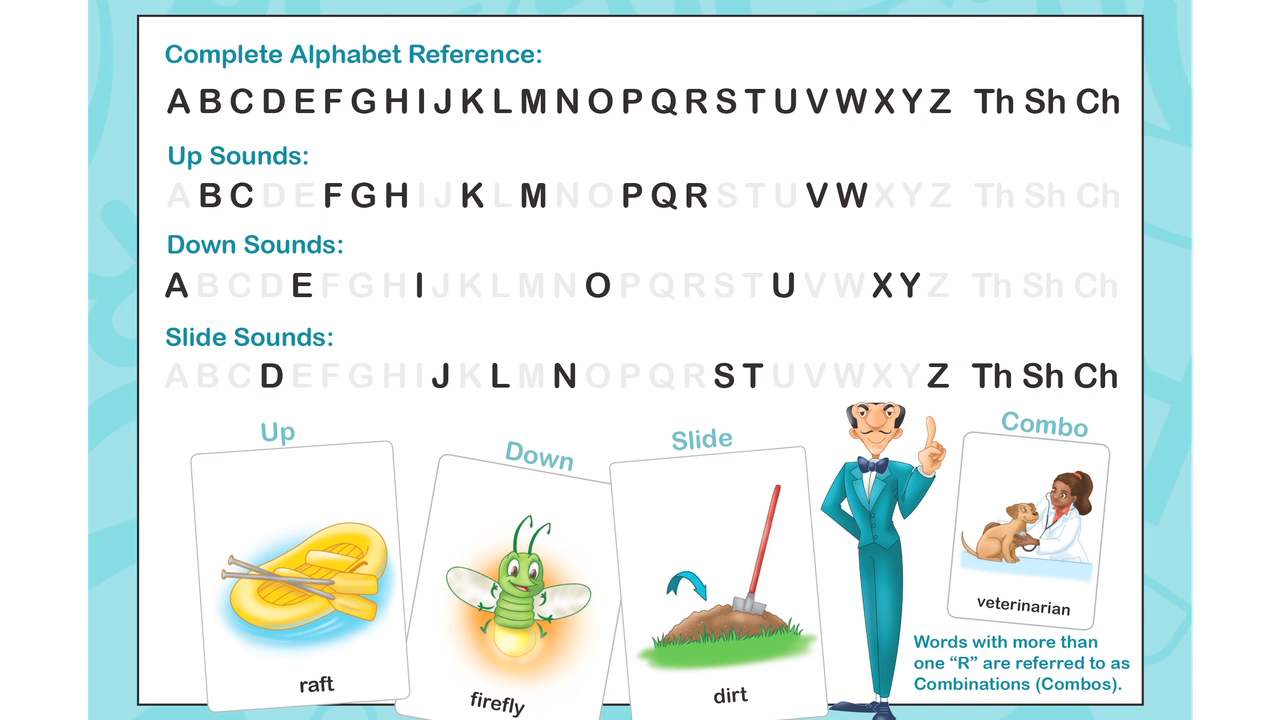 Complete Alphabet Reference:
A B C D E F G H I J K L M N O P Q R S T U V W X Y Z Th Sh Ch
Up Sounds:
A B C D E F G H I J K L M N O P Q R S T U V W X Y Z Th Sh Ch
Down Sounds:
A B C D E F G H I J K L M N O P Q R S T U V W X Y Z Th Sh Ch
Slide Sounds:
A B C D E F G H I J K L M N O P Q R S T U V W X Y Z Th Sh Ch
Up
Down
Slide
Combo
raft
firefly
dirt
veterinarian
Words with more than
one “R” are referred to as
Combinations (Combos).